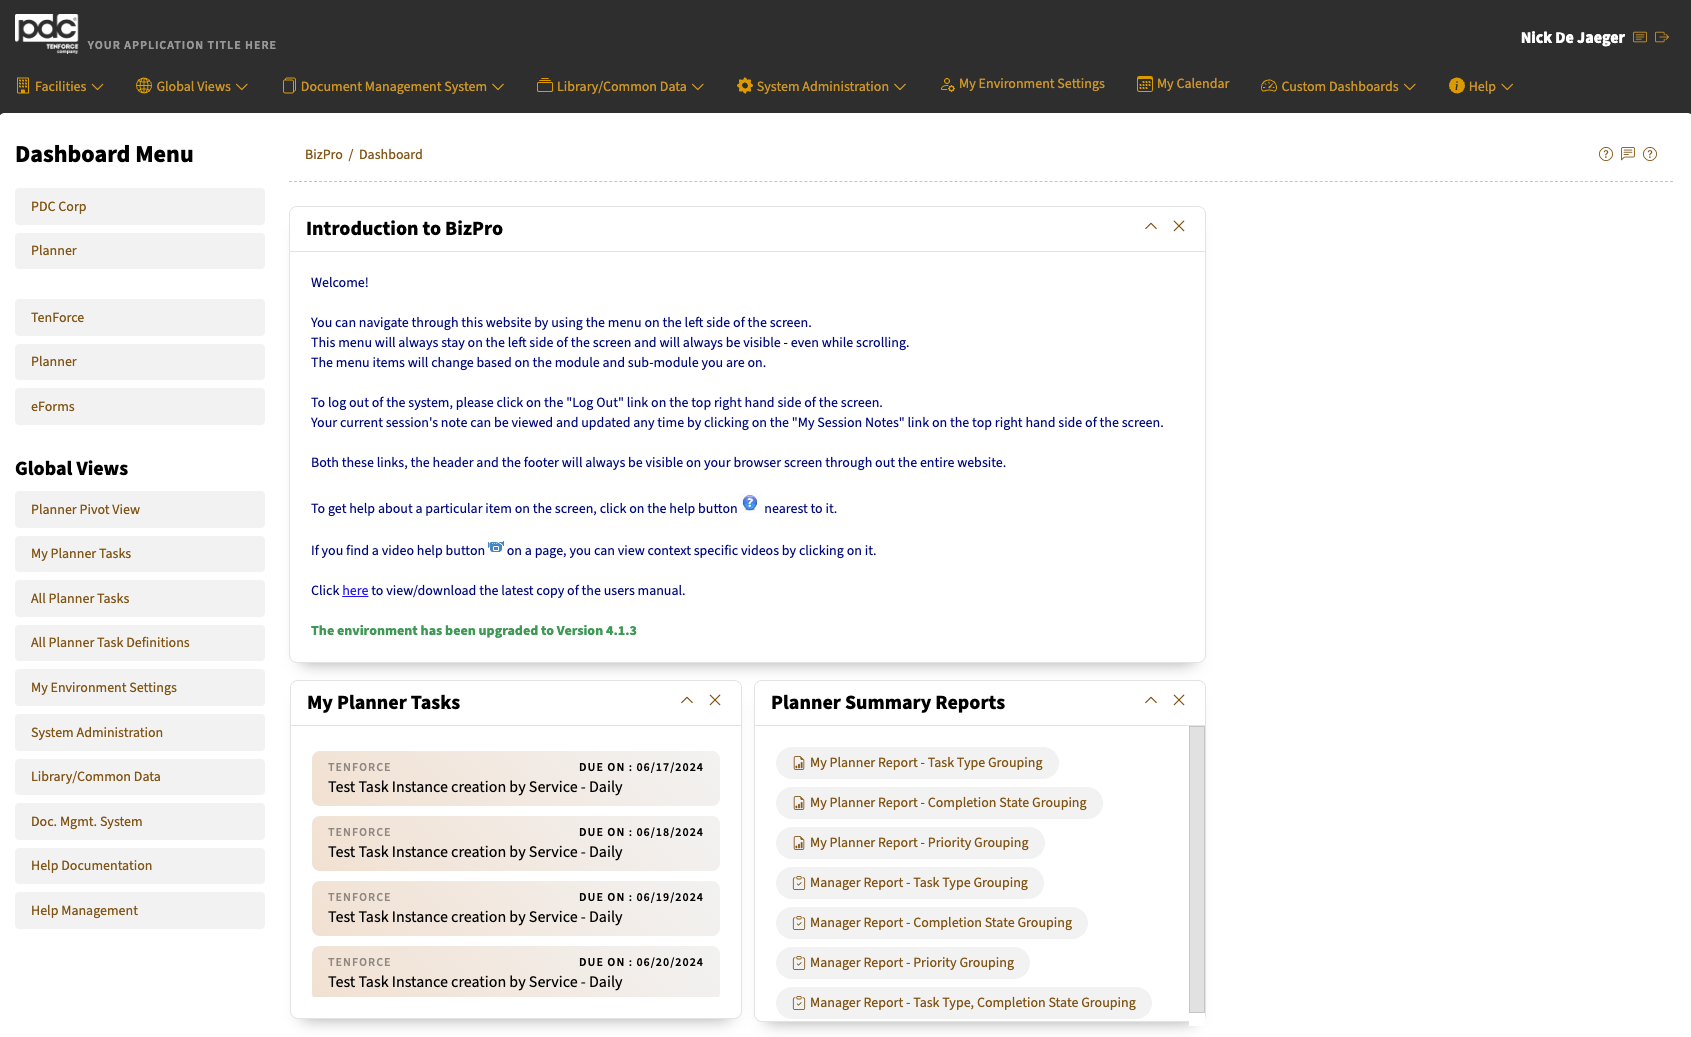 pdc
TENFORCE
company
YOUR APPLICATION TITLE HERE
Nick De Jaeger
Facilities
Global Views
Document Management System
Library/Common Data
System Administration
My Environment Settings
My Calendar
Custom Dashboards
Help
Dashboard Menu
PDC Corp
Planner
TenForce
Planner
eForms
Global Views
Planner Pivot View
My Planner Tasks
All Planner Tasks
All Planner Task Definitions
My Environment Settings
System Administration
Library/Common Data
Doc. Mgmt. System
Help Documentation
Help Management
BizPro / Dashboard
Introduction to BizPro
Welcome!
You can navigate through this website by using the menu on the left side of the screen.
This menu will always stay on the left side of the screen and will always be visible - even while scrolling.
The menu items will change based on the module and sub-module you are on.
To log out of the system, please click on the "Log Out" link on the top right hand side of the screen.
Your current session's note can be viewed and updated any time by clicking on the "My Session Notes" link on the top right hand side of the screen.
Both these links, the header and the footer will always be visible on your browser screen through out the entire website.
To get help about a particular item on the screen, click on the help button ? nearest to it.
If you find a video help button on a page, you can view context specific videos by clicking on it.
Click here to view/download the latest copy of the users manual.
The environment has been upgraded to Version 4.1.3
My Planner Tasks
TENFORCE DUE ON : 06/17/2024
Test Task Instance creation by Service - Daily
TENFORCE DUE ON : 06/18/2024
Test Task Instance creation by Service - Daily
TENFORCE DUE ON : 06/19/2024
Test Task Instance creation by Service - Daily
TENFORCE DUE ON : 06/20/2024
Test Task Instance creation by Service - Daily
Planner Summary Reports
My Planner Report - Task Type Grouping
My Planner Report - Completion State Grouping
My Planner Report - Priority Grouping
Manager Report - Task Type Grouping
Manager Report - Completion State Grouping
Manager Report - Priority Grouping
Manager Report - Task Type, Completion State Grouping